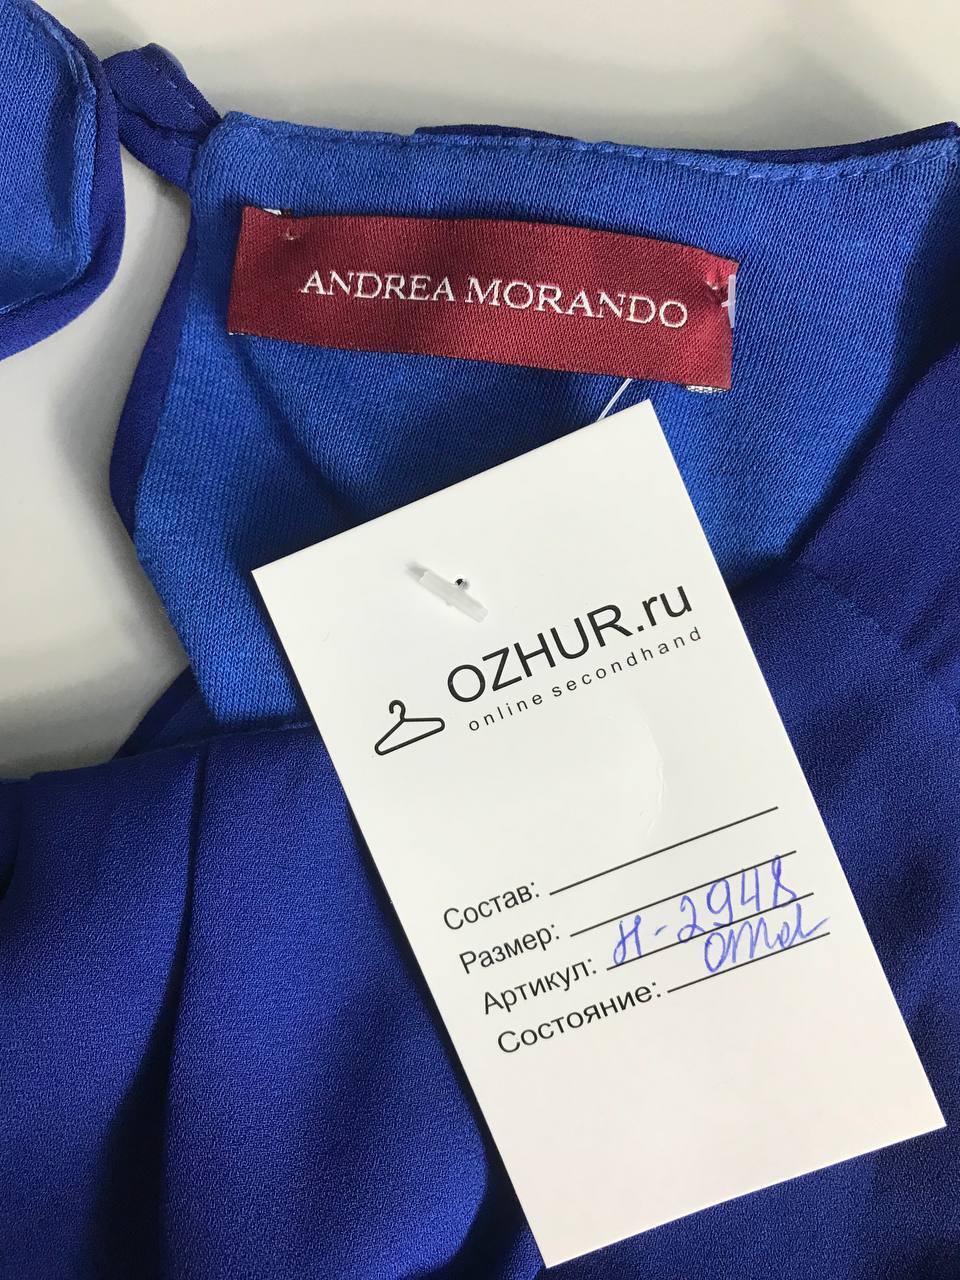 ANDREA MORANDO
OZHUR.ru
online secondhand
Состав:
Размер:
Артикул: Н-2948
Состояние: отл